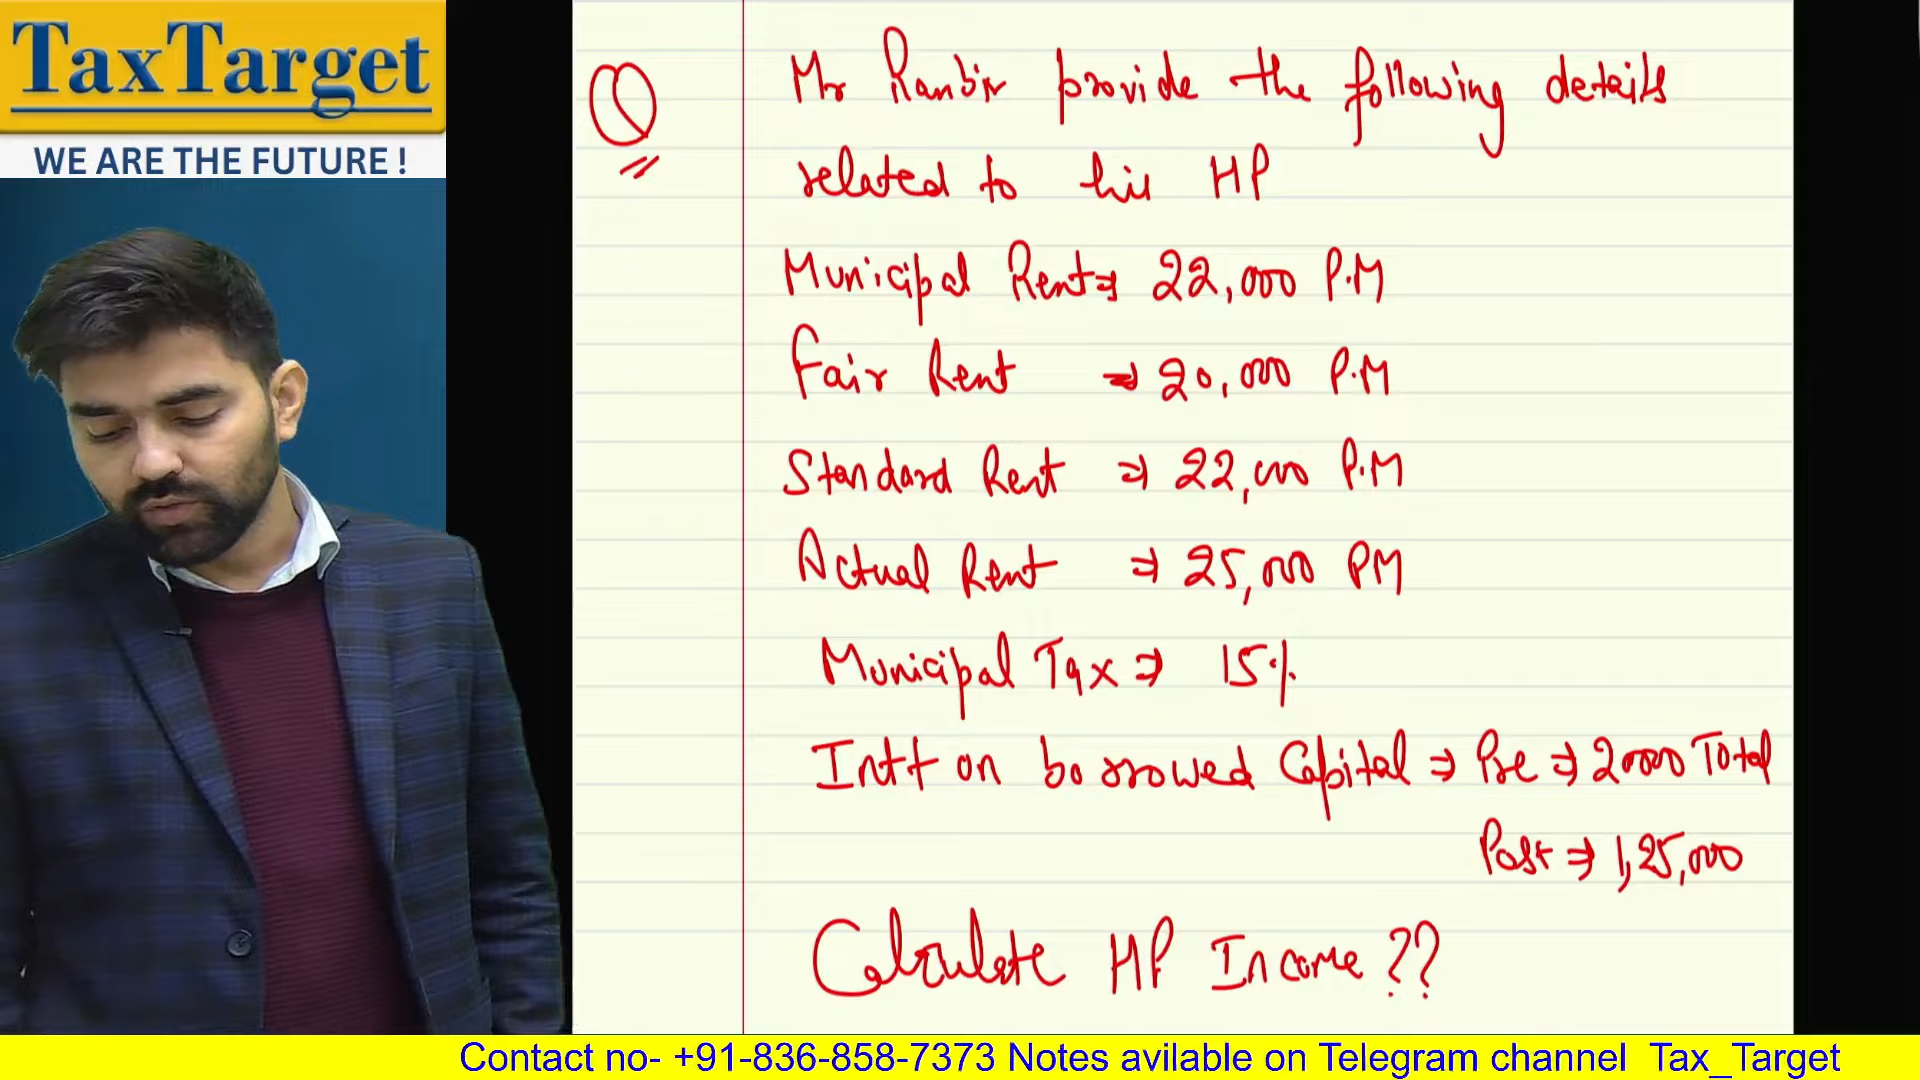 TaxTarget
WE ARE THE FUTURE !
Q Mr Ranbir provide the following details
related to his HP
Municipal Rent ⇒ 22,000 P.M
Fair Rent ⇒ 20,000 P.M
Standard Rent ⇒ 22,000 P.M
Actual Rent ⇒ 25,000 PM
Municipal Tax ⇒ 15%
Intt on borrowed Capital ⇒ Pre ⇒ 20000 Total
Post ⇒ 1,25,000
Calculate HP Income ??
Contact no- +91-836-858-7373 Notes avilable on Telegram channel Tax_Target